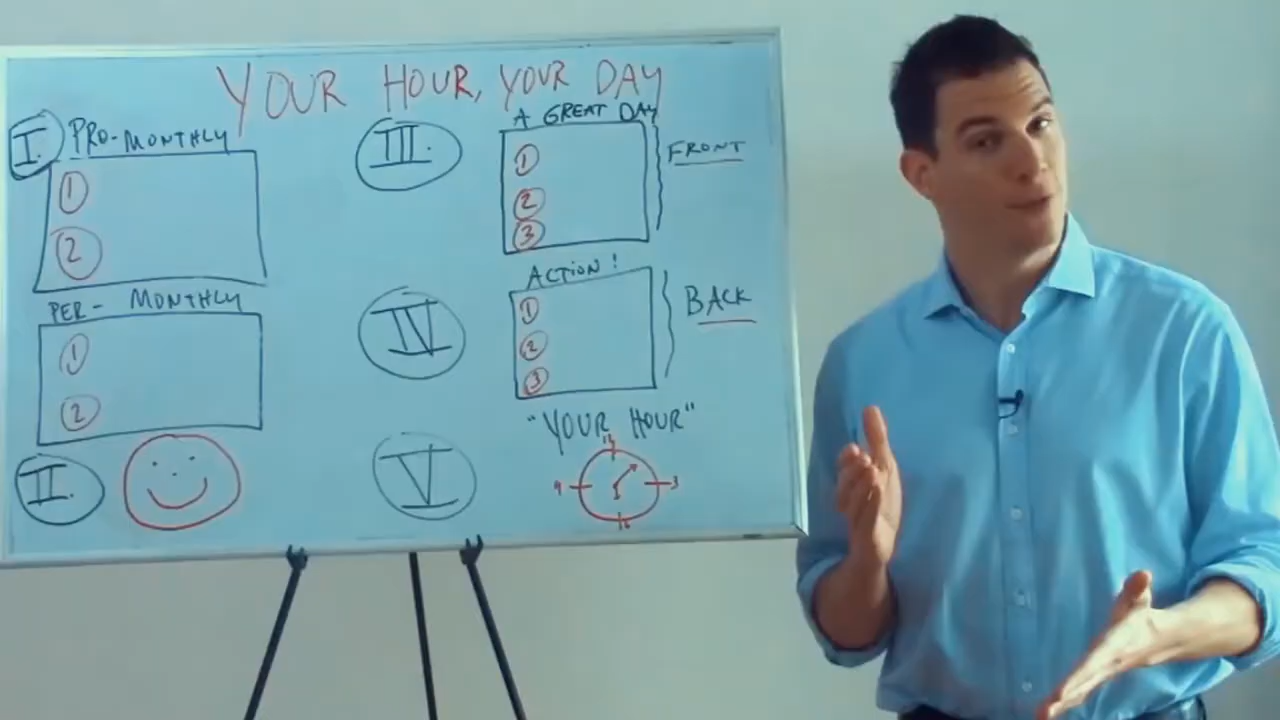 YOUR HOUR, YOUR DAY
I. PRO-MONTHLY
1
2
PER- MONTHLY
1
2
II.
III.
A GREAT DAY
1
2
3
FRONT
IV
ACTION!
1
2
3
BACK
V
"YOUR HOUR"
12
9 3
6